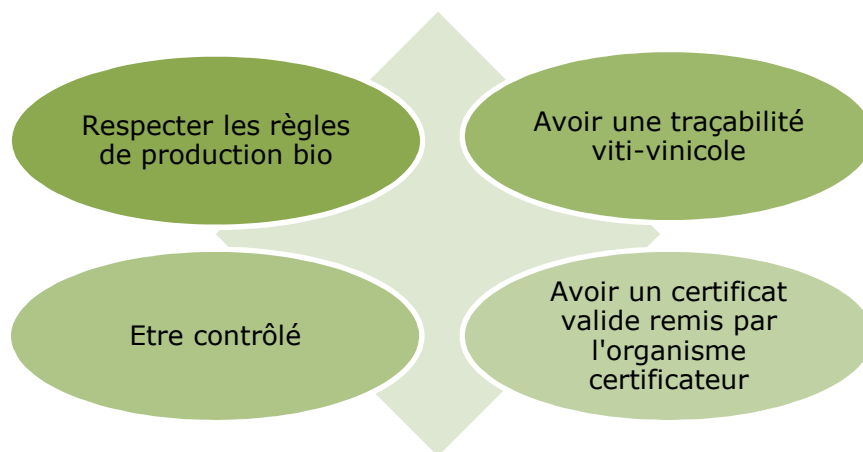 Respecter les règles
de production bio
Avoir une traçabilité
viti-vinicole
Etre contrôlé
Avoir un certificat
valide remis par
l'organisme
certificateur